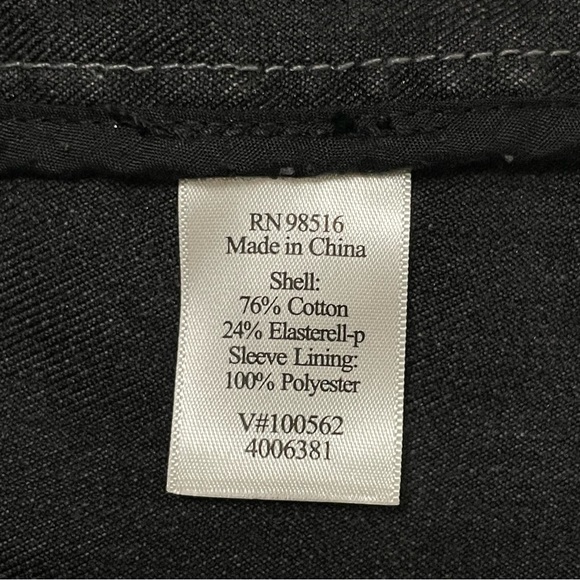 RN 98516
Made in China
Shell:
76% Cotton
24% Elasterell-p
Sleeve Lining:
100% Polyester
V#100562
4006381